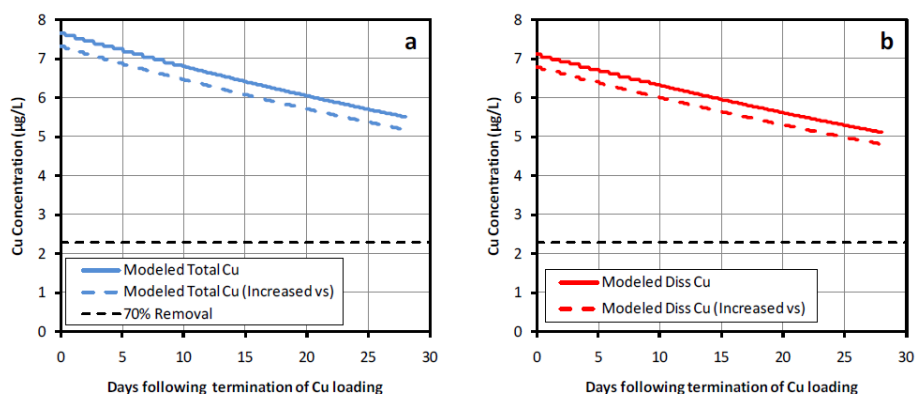 a
8
7
6
5
4
3
2
1
0
Cu Concentration (µg/L)
Modeled Total Cu
Modeled Total Cu (Increased vs)
70% Removal
0 5 10 15 20 25 30
Days following termination of Cu loading
b
8
7
6
5
4
3
2
1
0
Cu Concentration (µg/L)
Modeled Diss Cu
Modeled Diss Cu (Increased vs)
0 5 10 15 20 25 30
Days following termination of Cu loading